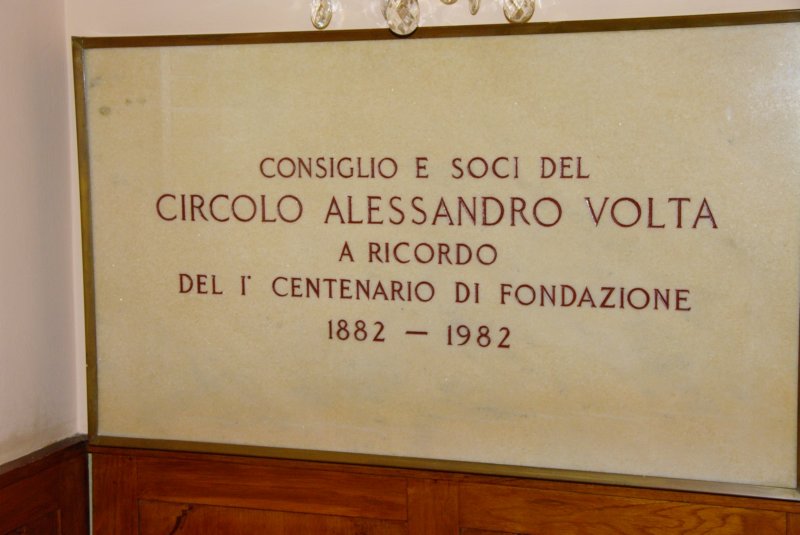 CONSIGLIO E SOCI DEL
CIRCOLO ALESSANDRO VOLTA
A RICORDO
DEL I° CENTENARIO DI FONDAZIONE
1882 — 1982